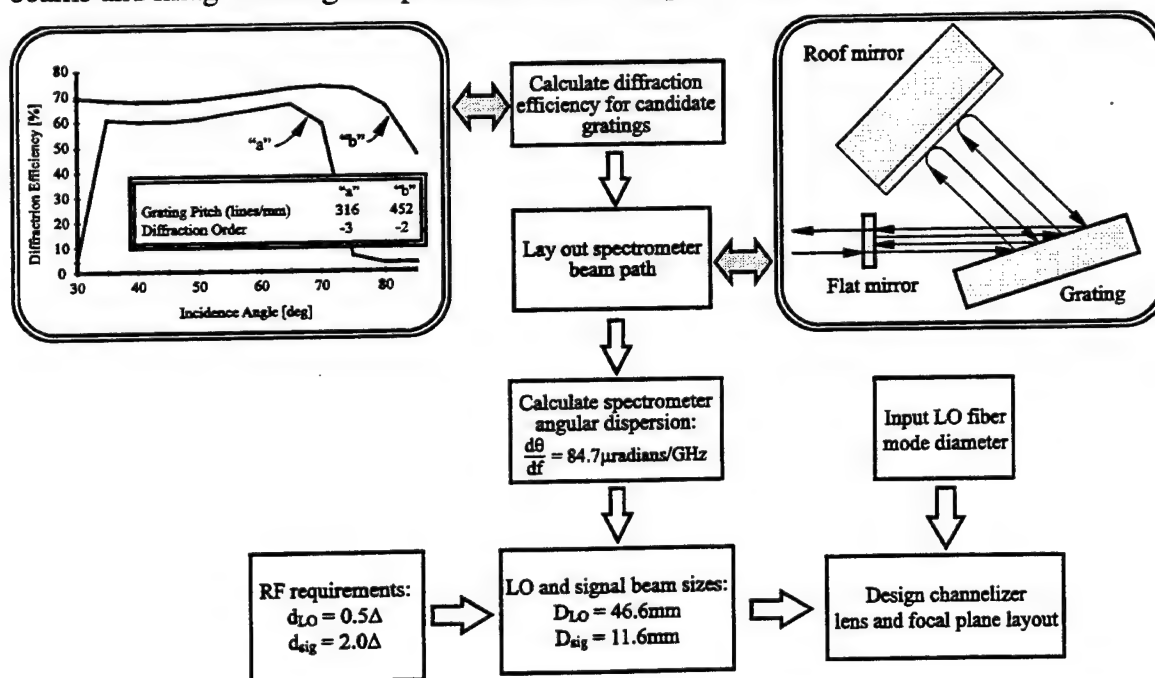 Diffraction Efficiency [%]
80
70
60
50
40
30
20
10
0
30
40
50
60
70
80
Incidence Angle [deg]
"a"
"b"
"a" "b"
Grating Pitch (lines/mm) 316 452
Diffraction Order -3 -2
Calculate diffraction
efficiency for candidate
gratings
Roof mirror
Flat mirror
Grating
Lay out spectrometer
beam path
Calculate spectrometer
angular dispersion:
dθ/df = 84.7μradians/GHz
Input LO fiber
mode diameter
RF requirements:
d_LO = 0.5Δ
d_sig = 2.0Δ
LO and signal beam sizes:
D_LO = 46.6mm
D_sig = 11.6mm
Design channelizer
lens and focal plane layout